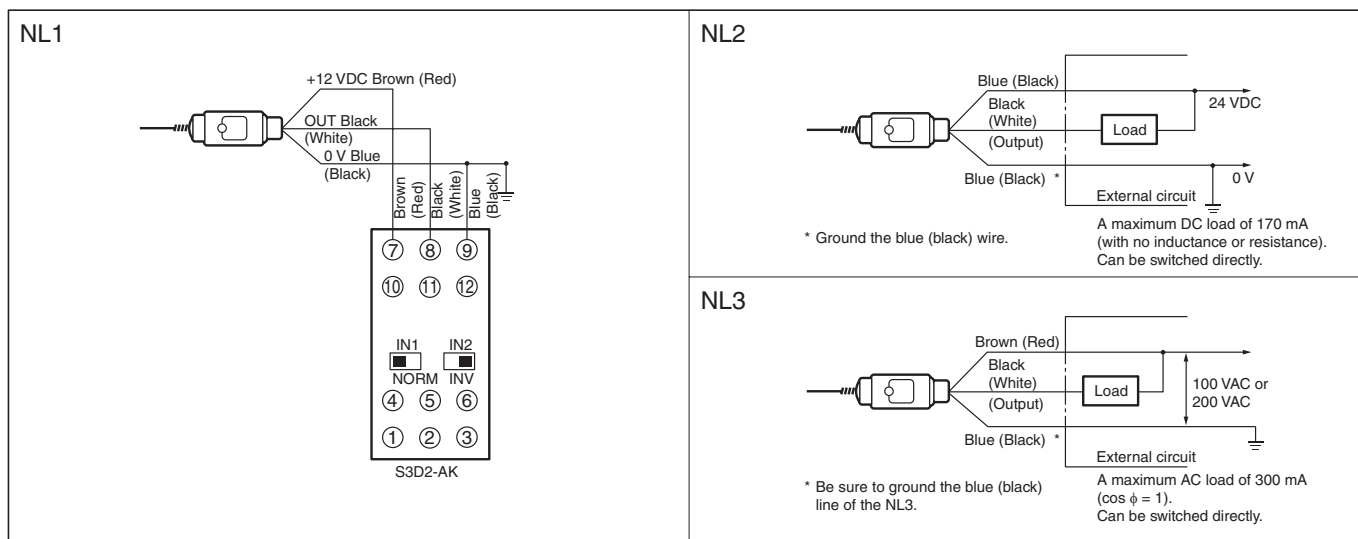 NL1
+12 VDC Brown (Red)
OUT Black
(White)
0 V Blue
(Black)
Brown
(Red)
Black
(White)
Blue
(Black)
7 8 9
10 11 12
IN1 IN2
NORM INV
4 5 6
1 2 3
S3D2-AK
NL2
Blue (Black)
Black
(White)
(Output)
Blue (Black) *
Load
24 VDC
0 V
External circuit
* Ground the blue (black) wire.
A maximum DC load of 170 mA
(with no inductance or resistance).
Can be switched directly.
NL3
Brown (Red)
Black
(White)
(Output)
Blue (Black) *
Load
100 VAC or
200 VAC
External circuit
* Be sure to ground the blue (black)
line of the NL3.
A maximum AC load of 300 mA
(cos ϕ = 1).
Can be switched directly.